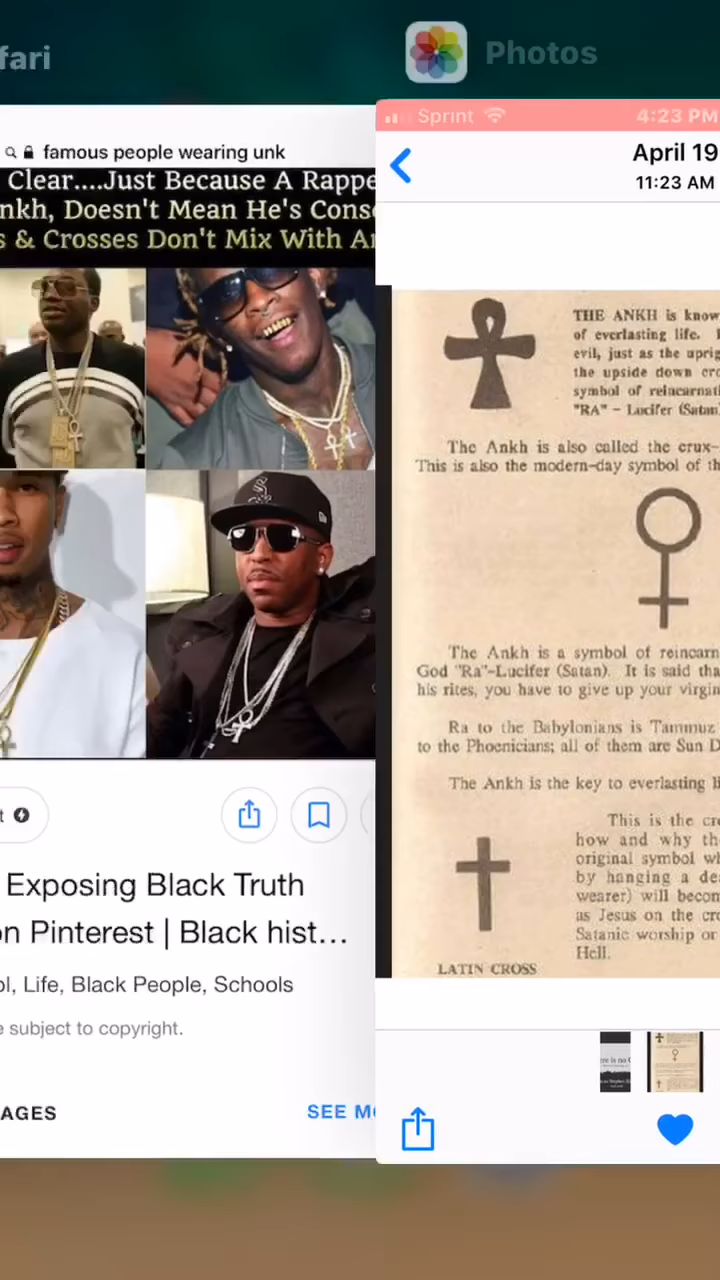 fari
Photos
famous people wearing unk
Clear....Just Because A Rappe
nkh, Doesn't Mean He's Cons
s & Crosses Don't Mix With An
t
Exposing Black Truth
on Pinterest | Black hist...
ol, Life, Black People, Schools
e subject to copyright.
AGES
SEE MO
Sprint
4:23 PM
April 19
11:23 AM
THE ANKH is know
of everlasting life.
evil, just as the uprig
the upside down cro
symbol of reincarnati
"RA" - Lucifer (Satan
The Ankh is also called the crux-
This is also the modern-day symbol of th
The Ankh is a symbol of reincarn
God "Ra"-Lucifer (Satan). It is said tha
his rites, you have to give up your virgin
Ra to the Babylonians is Tammuz
to the Phoenicians; all of them are Sun D
The Ankh is the key to everlasting li
This is the cro
how and why th
original symbol wh
by hanging a de
wearer) will becom
as Jesus on the cro
Satanic worship or
Hell.
LATIN CROSS